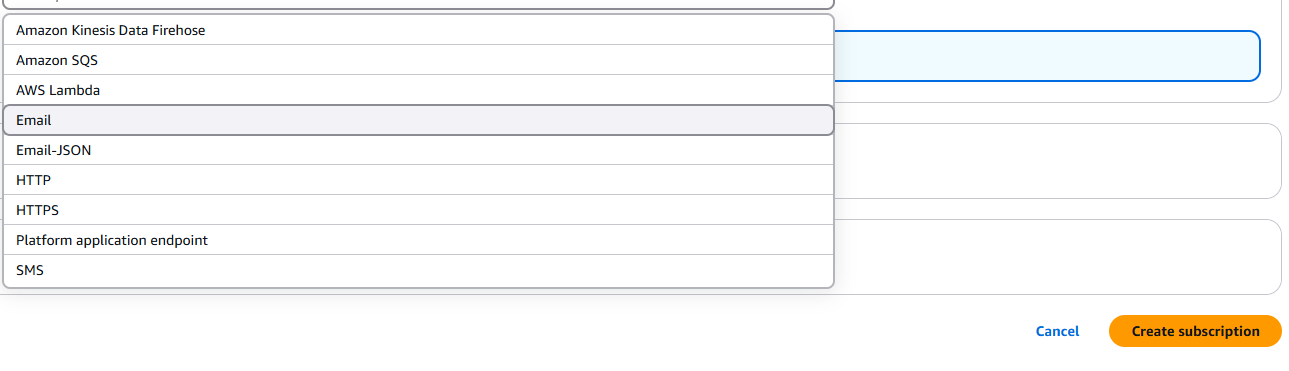 Amazon Kinesis Data Firehose
Amazon SQS
AWS Lambda
Email
Email-JSON
HTTP
HTTPS
Platform application endpoint
SMS
Cancel
Create subscription